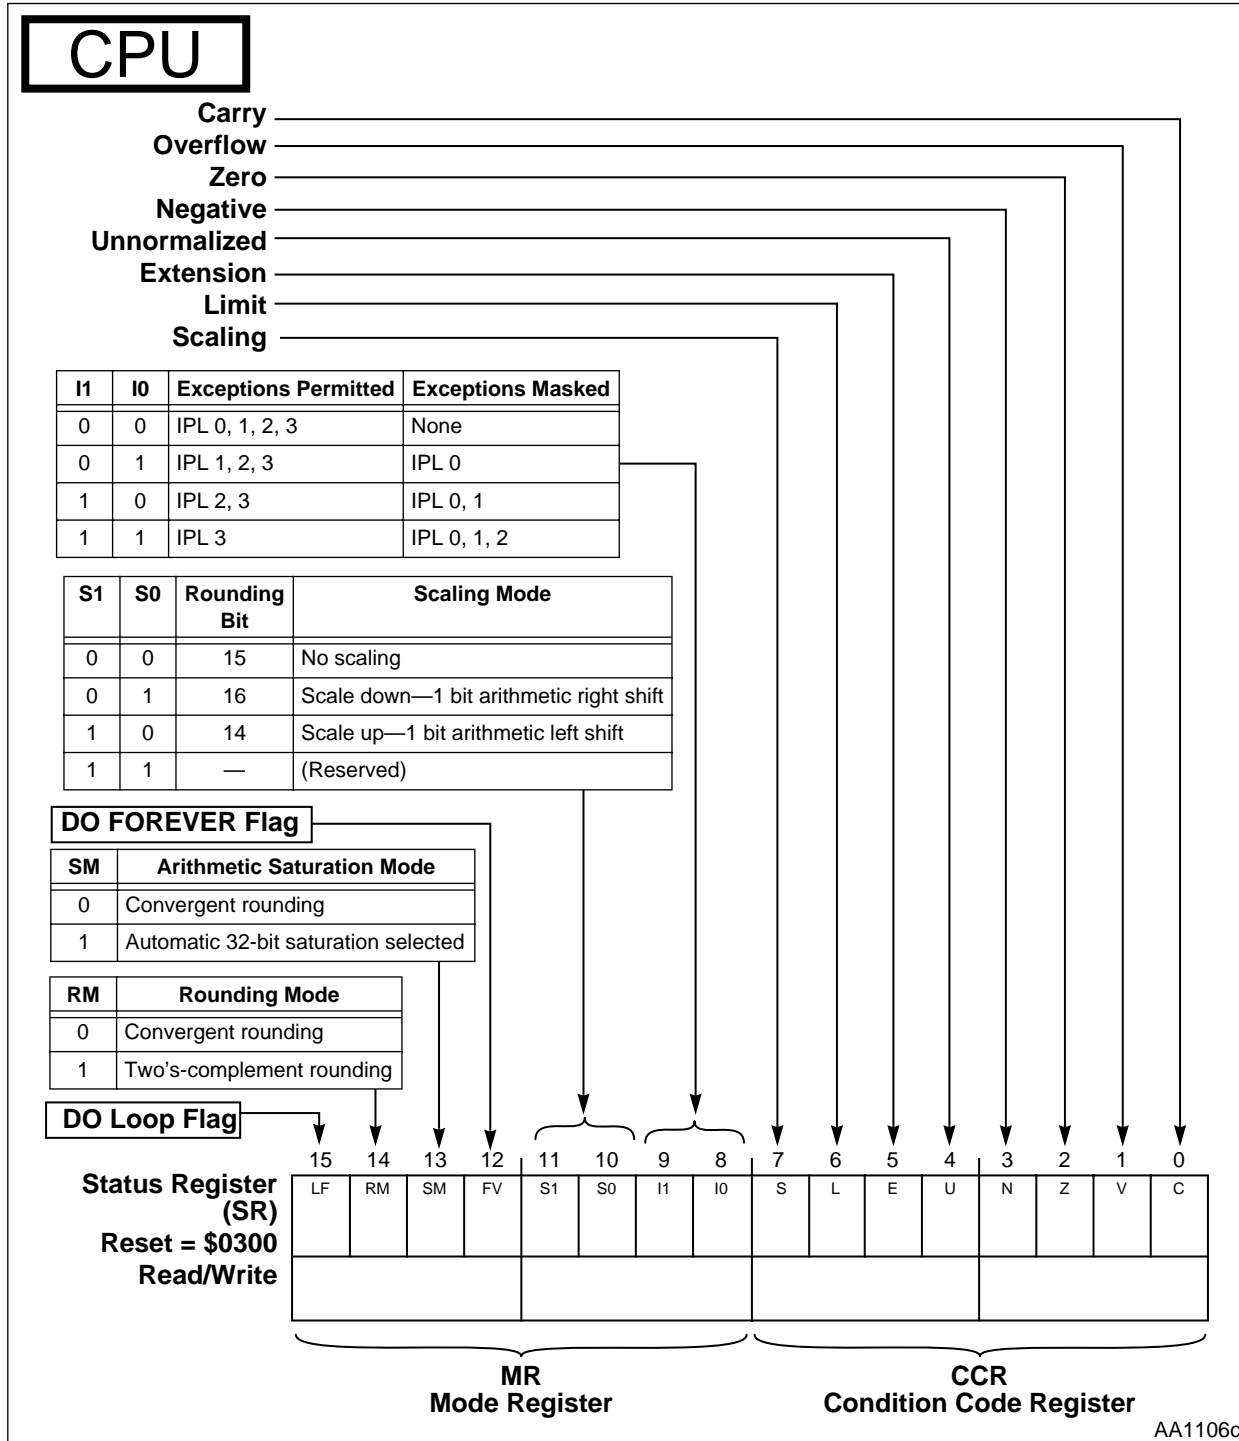 CPU
Carry
Overflow
Zero
Negative
Unnormalized
Extension
Limit
Scaling
I1 I0 Exceptions Permitted Exceptions Masked
0 0 IPL 0, 1, 2, 3 None
0 1 IPL 1, 2, 3 IPL 0
1 0 IPL 2, 3 IPL 0, 1
1 1 IPL 3 IPL 0, 1, 2
S1 S0 Rounding Scaling Mode
Bit
0 0 15 No scaling
0 1 16 Scale down—1 bit arithmetic right shift
1 0 14 Scale up—1 bit arithmetic left shift
1 1 — (Reserved)
DO FOREVER Flag
SM Arithmetic Saturation Mode
0 Convergent rounding
1 Automatic 32-bit saturation selected
RM Rounding Mode
0 Convergent rounding
1 Two's-complement rounding
DO Loop Flag
15 14 13 12 11 10 9 8 7 6 5 4 3 2 1 0
Status Register LF RM SM FV S1 S0 I1 I0 S L E U N Z V C
(SR)
Reset = $0300
Read/Write
MR CCR
Mode Register Condition Code Register
AA1106c